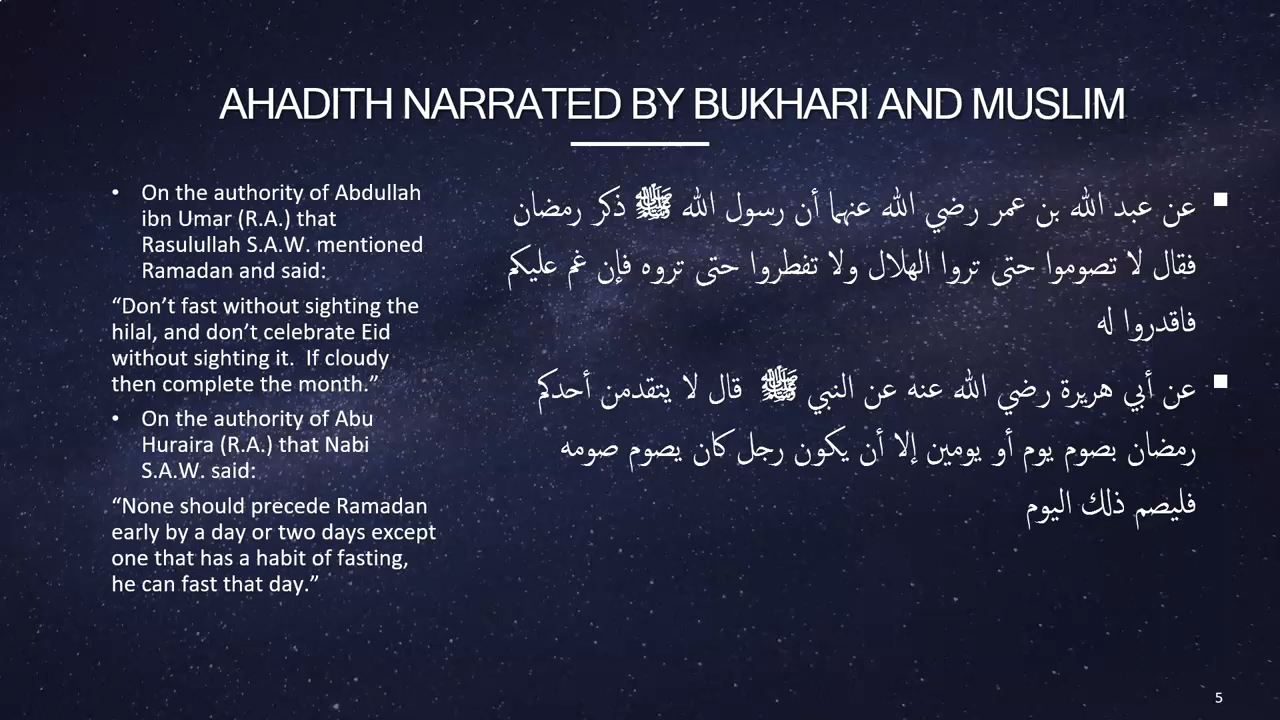 AHADITH NARRATED BY BUKHARI AND MUSLIM
• On the authority of Abdullah
ibn Umar (R.A.) that
Rasulullah S.A.W. mentioned
Ramadan and said:
“Don’t fast without sighting the
hilal, and don’t celebrate Eid
without sighting it.  If cloudy
then complete the month.”
• On the authority of Abu
Huraira (R.A.) that Nabi
S.A.W. said:
“None should precede Ramadan
early by a day or two days except
one that has a habit of fasting,
he can fast that day.”
▪ عن عبد الله بن عمر رضي الله عنهما أن رسول الله ﷺ ذكر رمضان
فقال لا تصوموا حتى تروا الهلال ولا تفطروا حتى تروه فإن غم عليكم
فاقدروا له
▪ عن أبي هريرة رضي الله عنه عن النبي ﷺ قال لا يتقدمن أحدكم
رمضان بصوم يوم أو يومين إلا أن يكون رجل كان يصوم صومه
فليصم ذلك اليوم
5